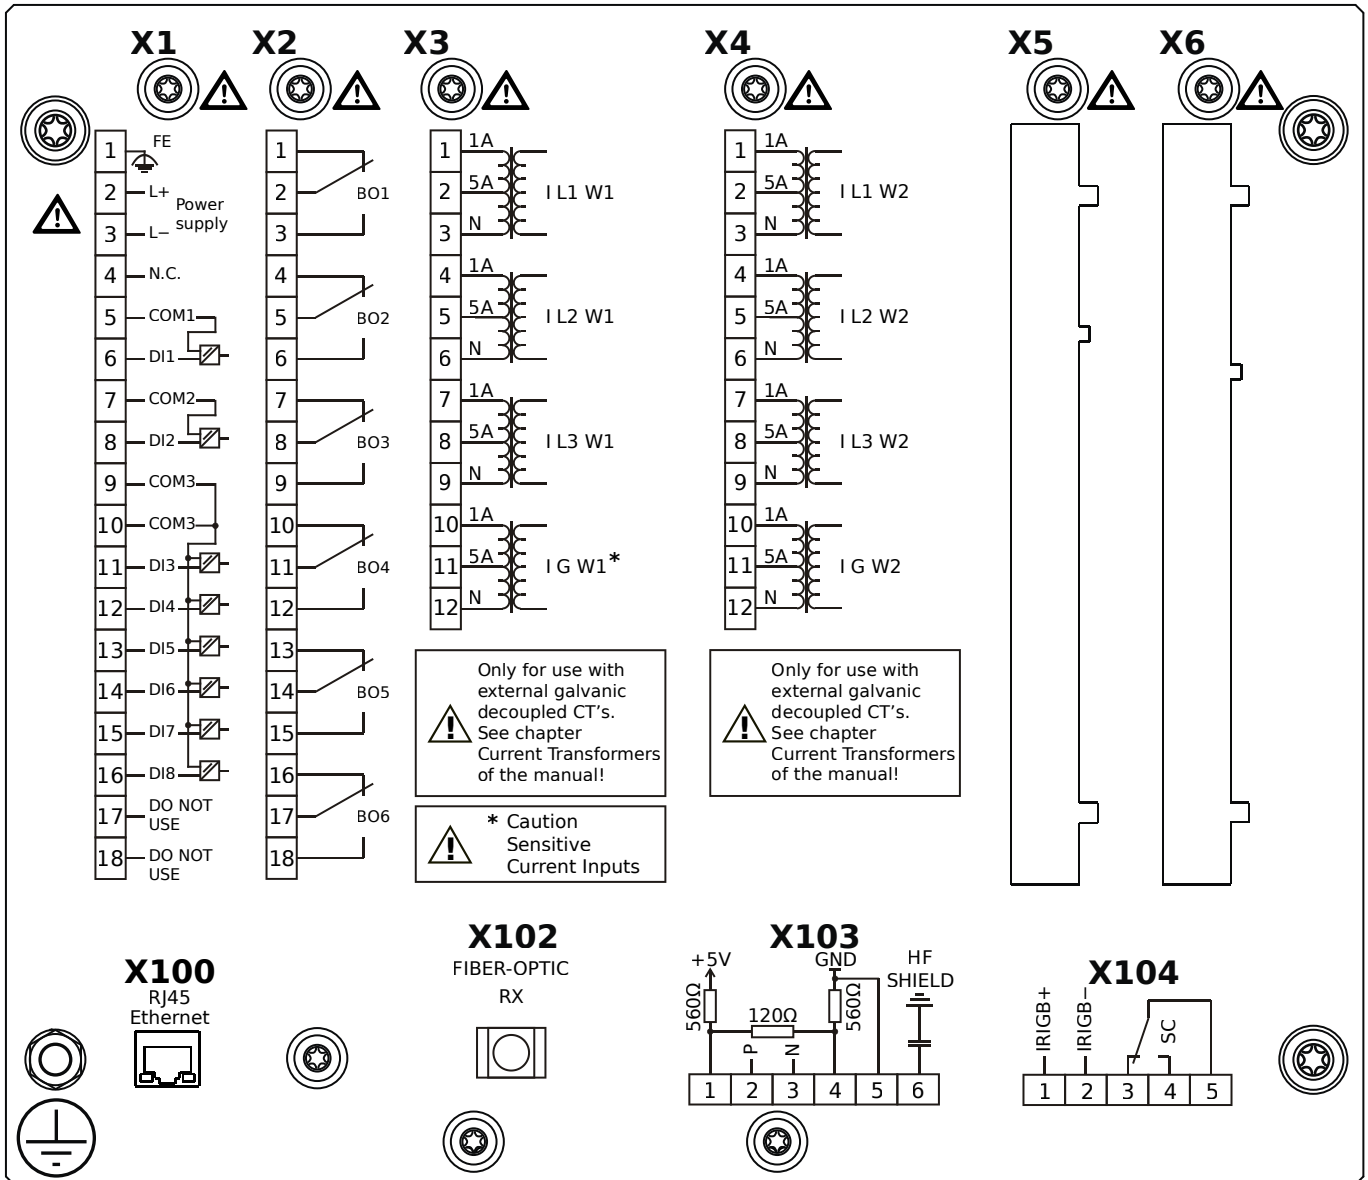 X1 X2 X3 X4 X5 X6
1 FE
2 L+
Power
supply
3 L−
4 N.C.
5 COM1
6 DI1
7 COM2
8 DI2
9 COM3
10 COM3
11 DI3
12 DI4
13 DI5
14 DI6
15 DI7
16 DI8
17 DO NOT
USE
18 DO NOT
USE
1
2 BO1
3
4
5 BO2
6
7
8 BO3
9
10
11 BO4
12
13
14 BO5
15
16
17 BO6
18
1 1A
2 5A I L1 W1
3 N
4 1A
5 5A I L2 W1
6 N
7 1A
8 5A I L3 W1
9 N
10 1A
11 5A I G W1*
12 N
Only for use with
external galvanic
decoupled CT's.
See chapter
Current Transformers
of the manual!
* Caution
Sensitive
Current Inputs
1 1A
2 5A I L1 W2
3 N
4 1A
5 5A I L2 W2
6 N
7 1A
8 5A I L3 W2
9 N
10 1A
11 5A I G W2
12 N
Only for use with
external galvanic
decoupled CT's.
See chapter
Current Transformers
of the manual!
X100
RJ45
Ethernet
X102
FIBER-OPTIC
RX
X103
+5V GND HF
SHIELD
560Ω 120Ω 560Ω
P N
1 2 3 4 5 6
X104
IRIGB+ IRIGB− SC
1 2 3 4 5